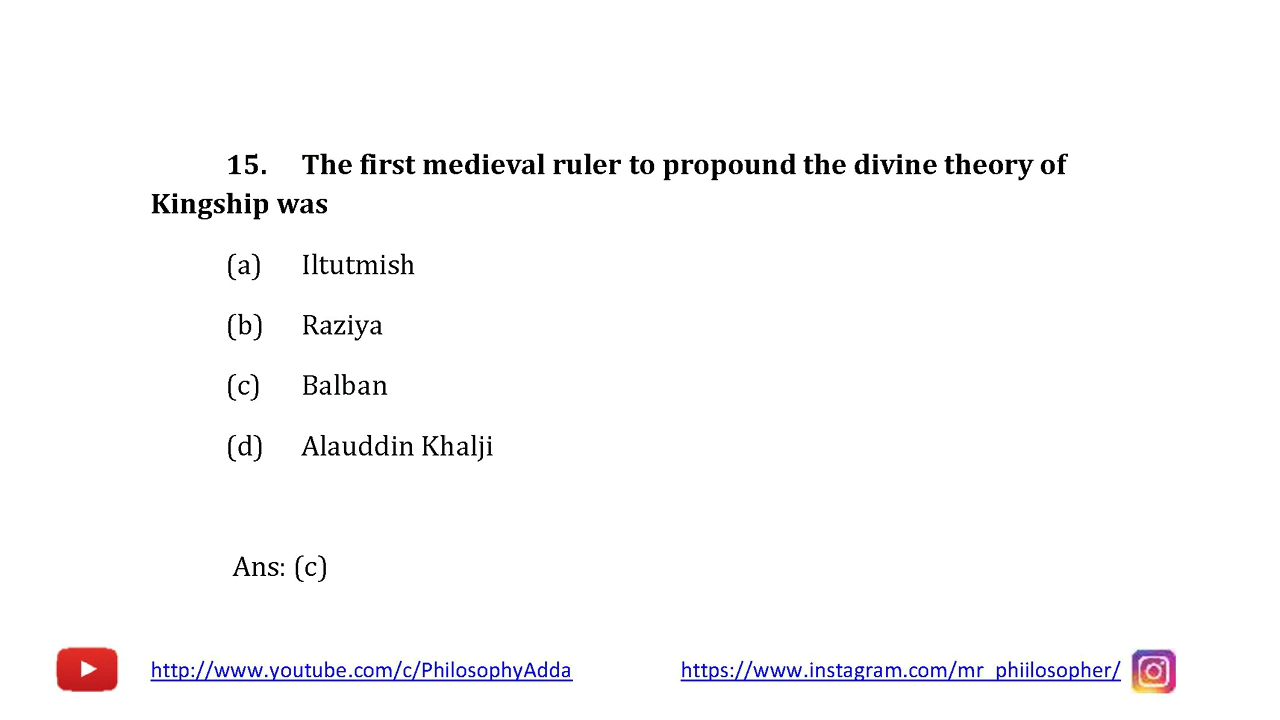 15. The first medieval ruler to propound the divine theory of
Kingship was
(a) Iltutmish
(b) Raziya
(c) Balban
(d) Alauddin Khalji
Ans: (c)
http://www.youtube.com/c/PhilosophyAdda https://www.instagram.com/mr_phiilosopher/